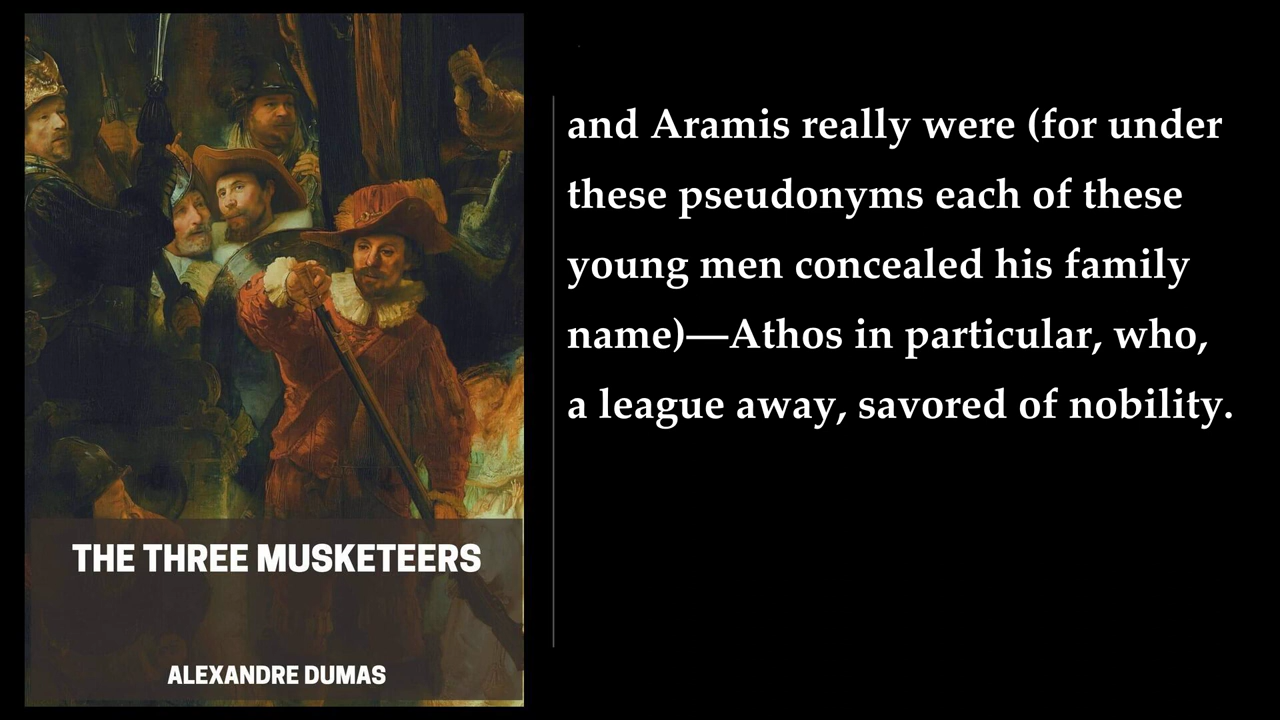 THE THREE MUSKETEERS
ALEXANDRE DUMAS
and Aramis really were (for under
these pseudonyms each of these
young men concealed his family
name)—Athos in particular, who,
a league away, savored of nobility.